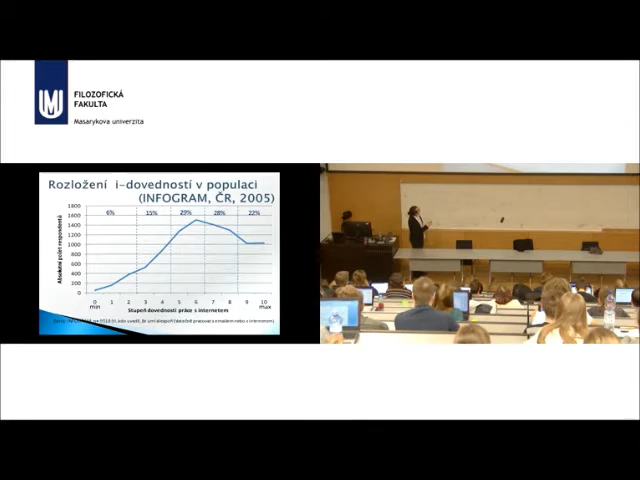 FILOZOFICKÁ
FAKULTA
Masarykova univerzita
Rozložení i-dovedností v populaci
(INFOGRAM, ČR, 2005)
1800
1600
1400
1200
1000
800
600
400
200
0
6% 15% 29% 28% 22%
Absolutní počet respondentů
0 1 2 3 4 5 6 7 8 9 10
min max
Stupeň dovednosti práce s internetem